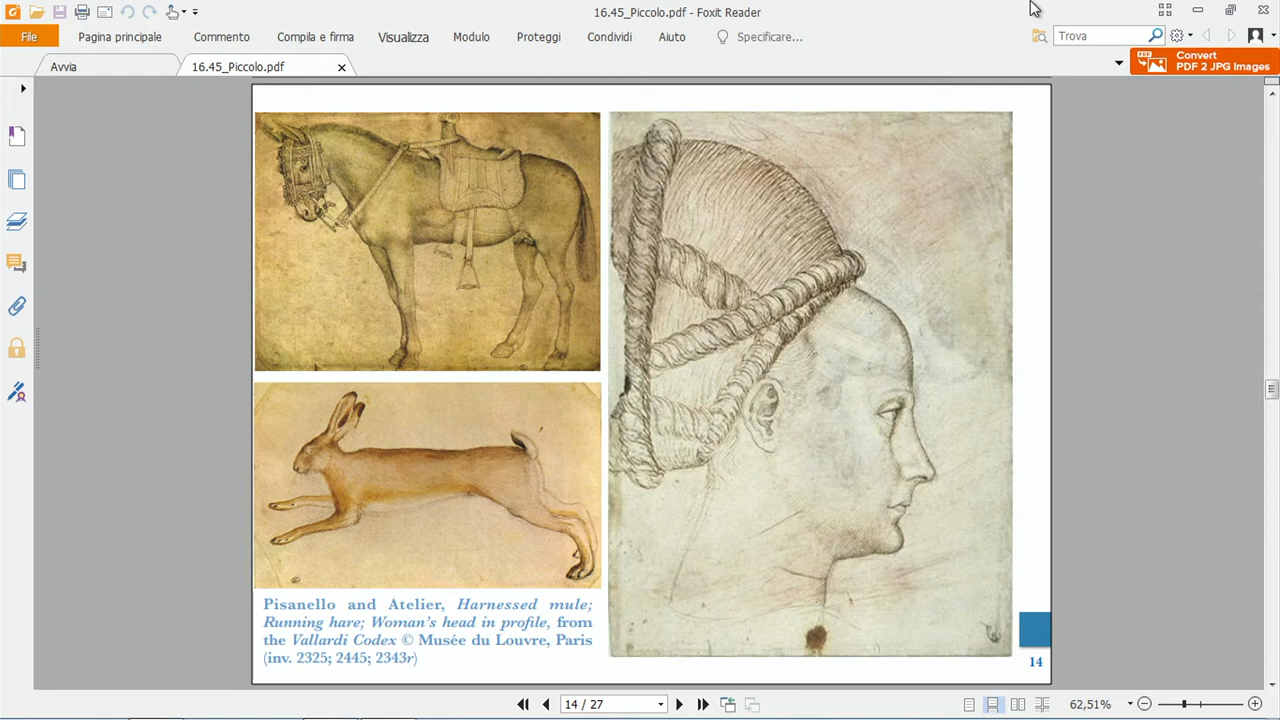 16.45_Piccolo.pdf - Foxit Reader
File Pagina principale Commento Compila e firma Visualizza Modulo Proteggi Condividi Aiuto Specificare... Trova
Avvia 16.45_Piccolo.pdf
Convert
PDF 2 JPG Images
Pisanello and Atelier, Harnessed mule;
Running hare; Woman's head in profile, from
the Vallardi Codex © Musée du Louvre, Paris
(inv. 2325; 2445; 2343r)
14
14 / 27 62,51%